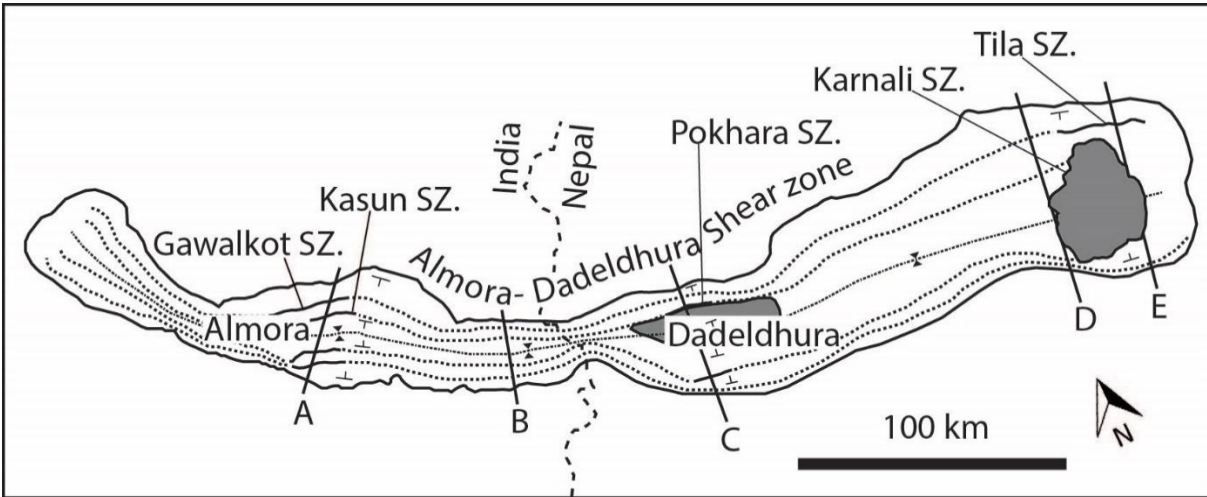 Tila SZ.
Karnali SZ.
Pokhara SZ.
India
Nepal
Kasun SZ.
Gawalkot SZ.
Almora- Dadeldhura Shear zone
Almora
Dadeldhura
A
B
C
D
E
100 km
N